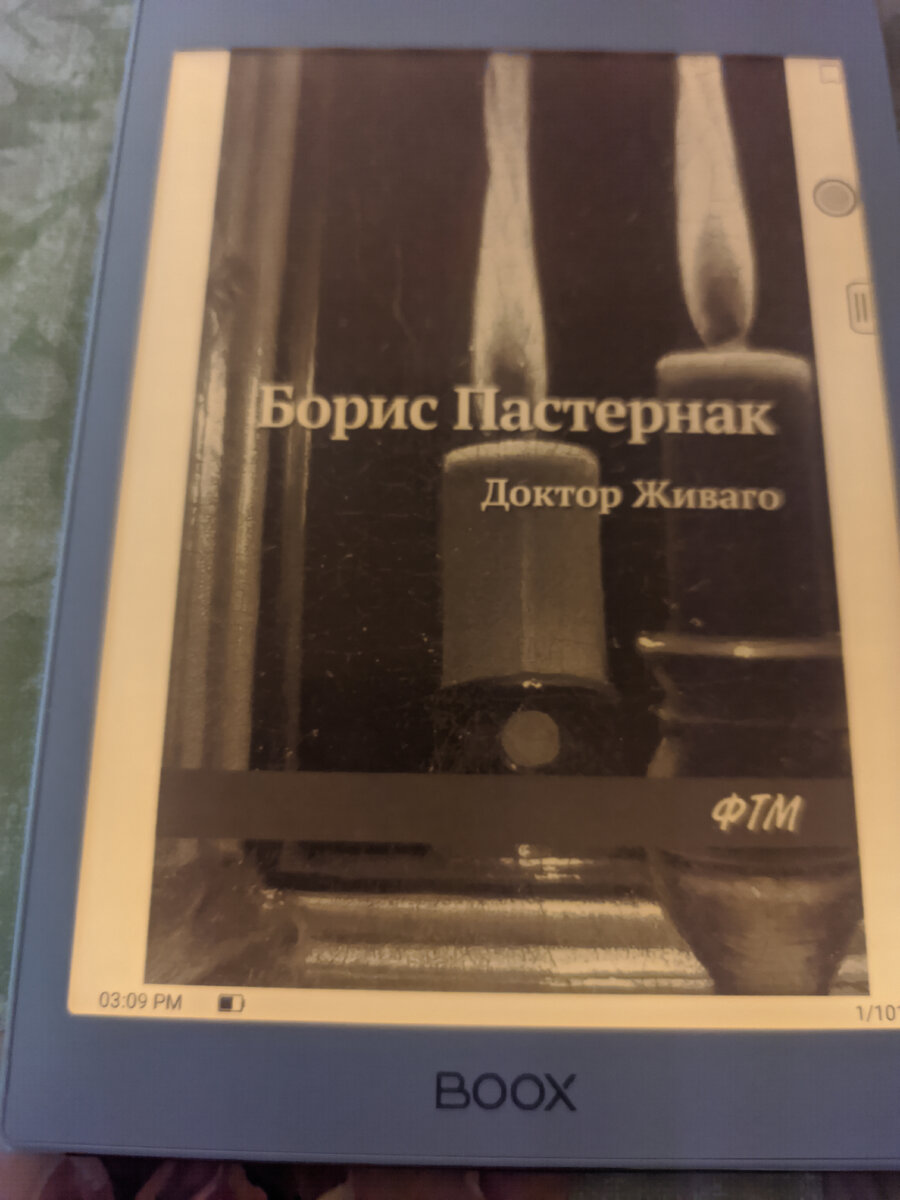 Борис Пастернак
Доктор Живаго
ФТМ
03:09 PM
BOOX